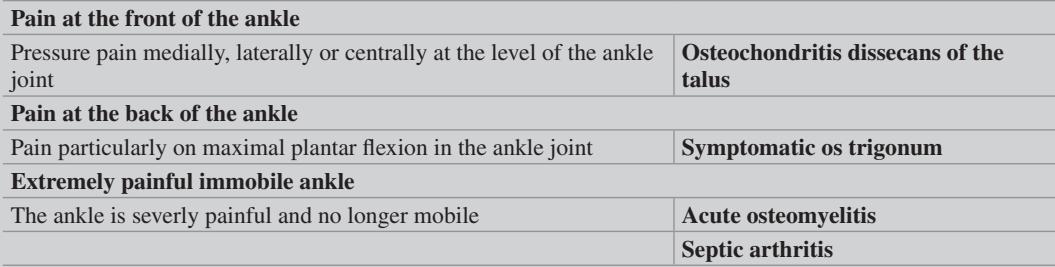 Pain at the front of the ankle
Pressure pain medially, laterally or centrally at the level of the ankle
joint
Osteochondritis dissecans of the
talus
Pain at the back of the ankle
Pain particularly on maximal plantar flexion in the ankle joint
Symptomatic os trigonum
Extremely painful immobile ankle
The ankle is severly painful and no longer mobile
Acute osteomyelitis
Septic arthritis